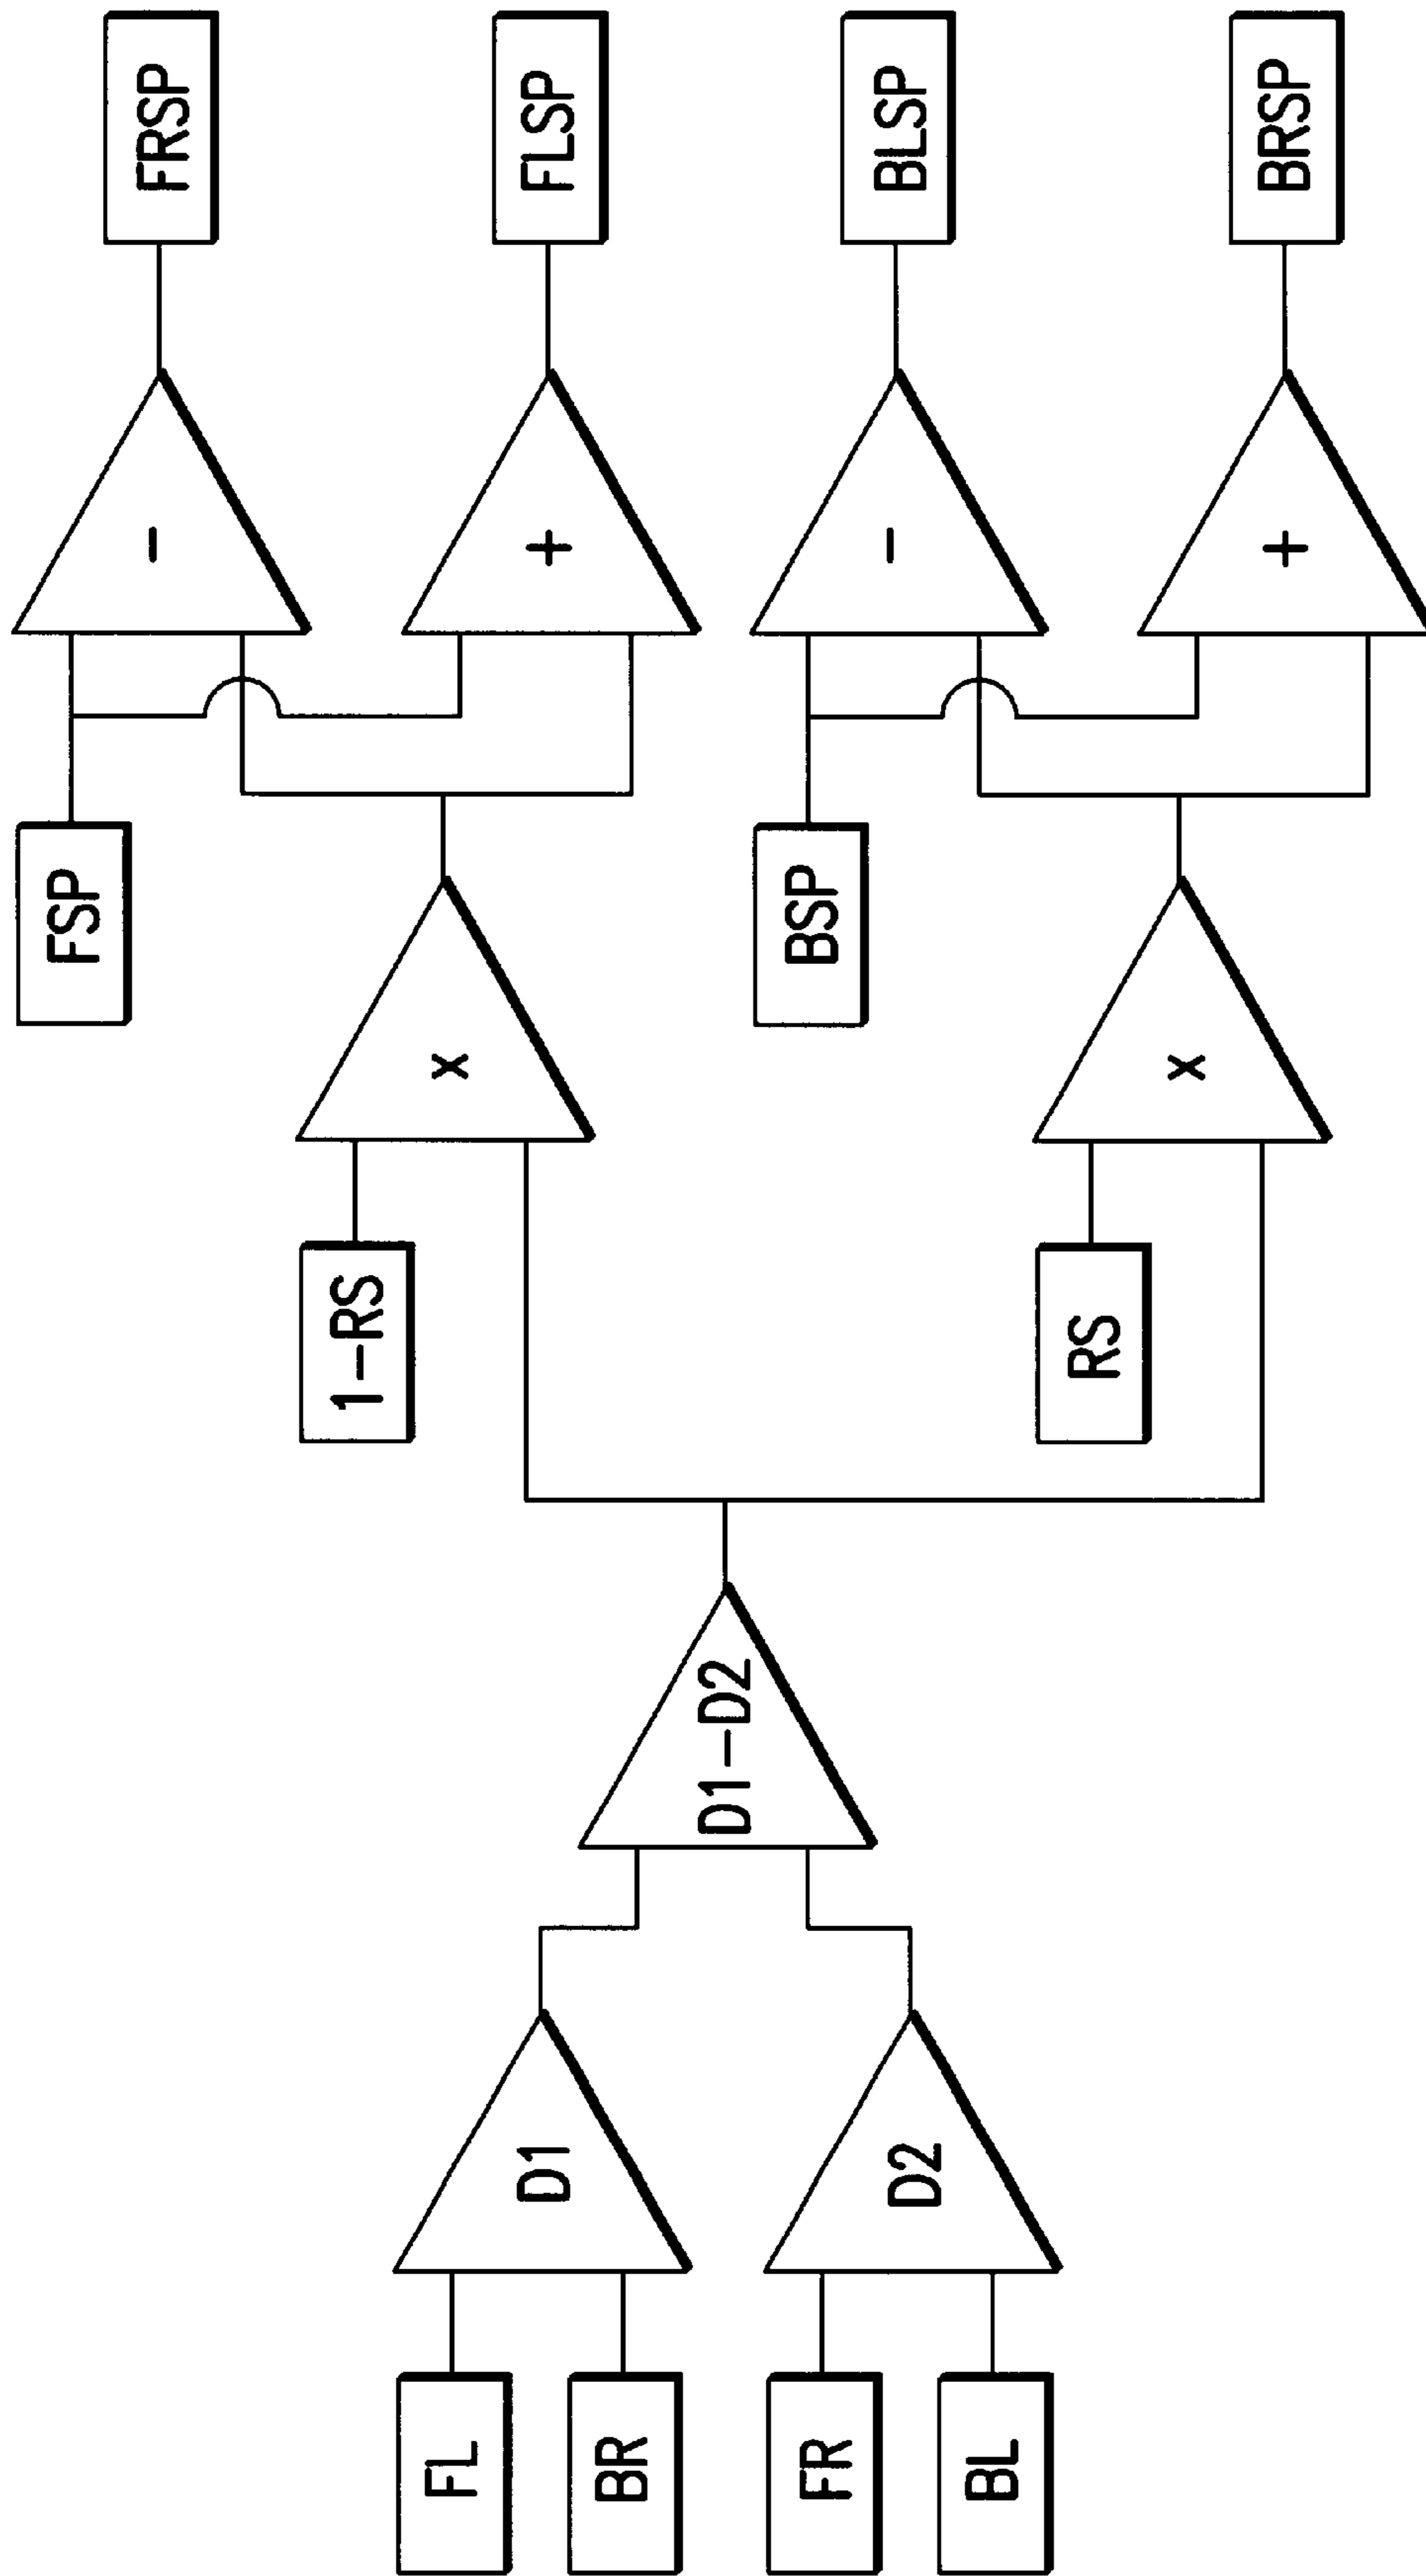 FL
BR
FR
BL
D1
D2
D1-D2
1-RS
RS
x
x
FSP
BSP
-
+
-
+
FRSP
FLSP
BLSP
BRSP